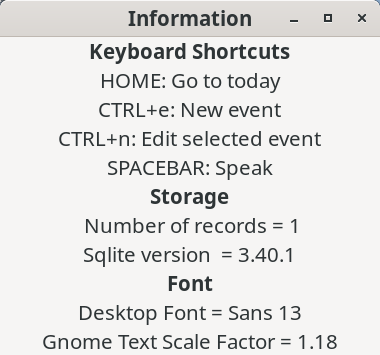 Information
Keyboard Shortcuts
HOME: Go to today
CTRL+e: New event
CTRL+n: Edit selected event
SPACEBAR: Speak
Storage
Number of records = 1
Sqlite version  = 3.40.1
Font
Desktop Font = Sans 13
Gnome Text Scale Factor = 1.18